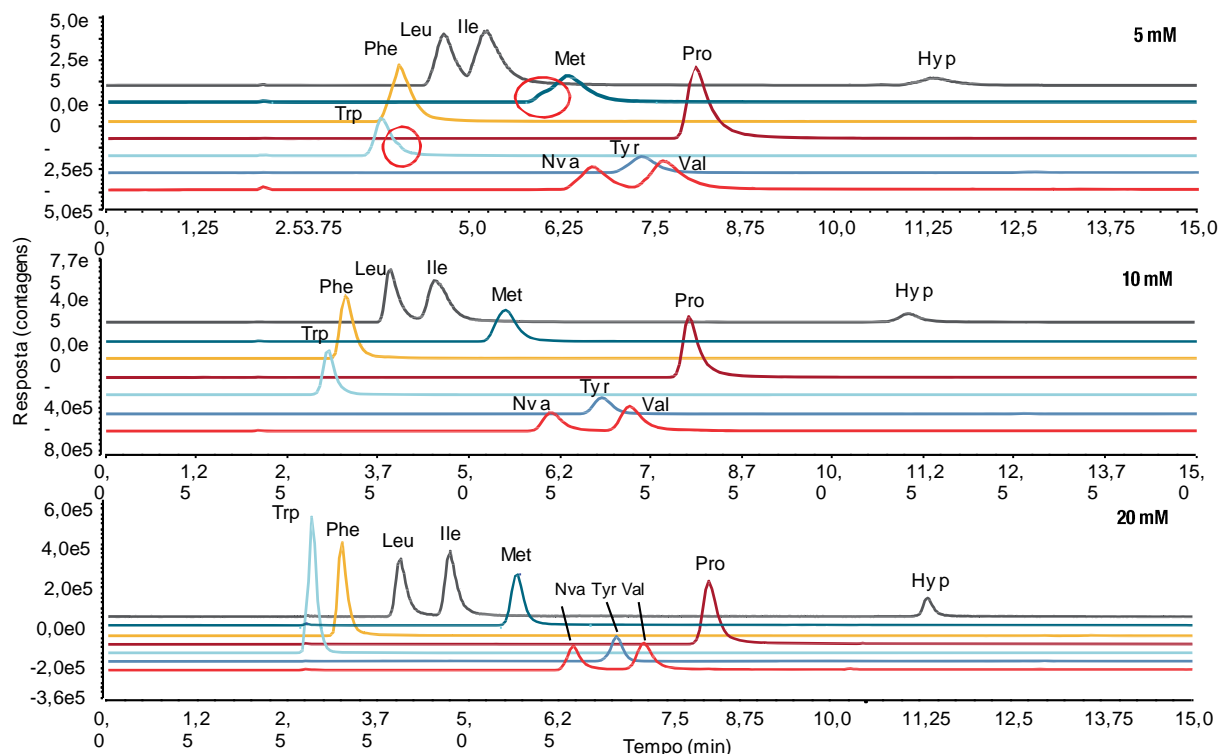 5,0e
5
5 mM
Leu
Ile
Phe
Met
Pro
Hyp
2,5e
5
0,0e
0
Trp
-
2,5e5
-
5,0e5
Nva
Tyr
Val
0,
0
1,25
2.53.75
5,0
6,25
7,5
8,75
10,0
11,25
12,5
13,75
15,0
Resposta (contagens)
7,7e
5
10 mM
Leu
Ile
Phe
Met
Pro
Hyp
4,0e
5
0,0e
0
Trp
-
4,0e5
-
8,0e5
Nva
Tyr
Val
0,
0
1,2
5
2,
5
3,7
5
5,
0
6,2
5
7,
5
8,7
5
10,
0
11,2
5
12,
5
13,7
5
15,
0
6,0e5
20 mM
Trp
Phe
Leu
Ile
Met
Nva Tyr Val
Pro
Hyp
4,0e5
2,0e5
0,0e0
-2,0e5
-3,6e5
0,
0
1,2
5
2,
5
3,7
5
5,
0
6,2
5
7,5
8,75
10,0
11,25
12,5
13,75
15,0
Tempo (min)